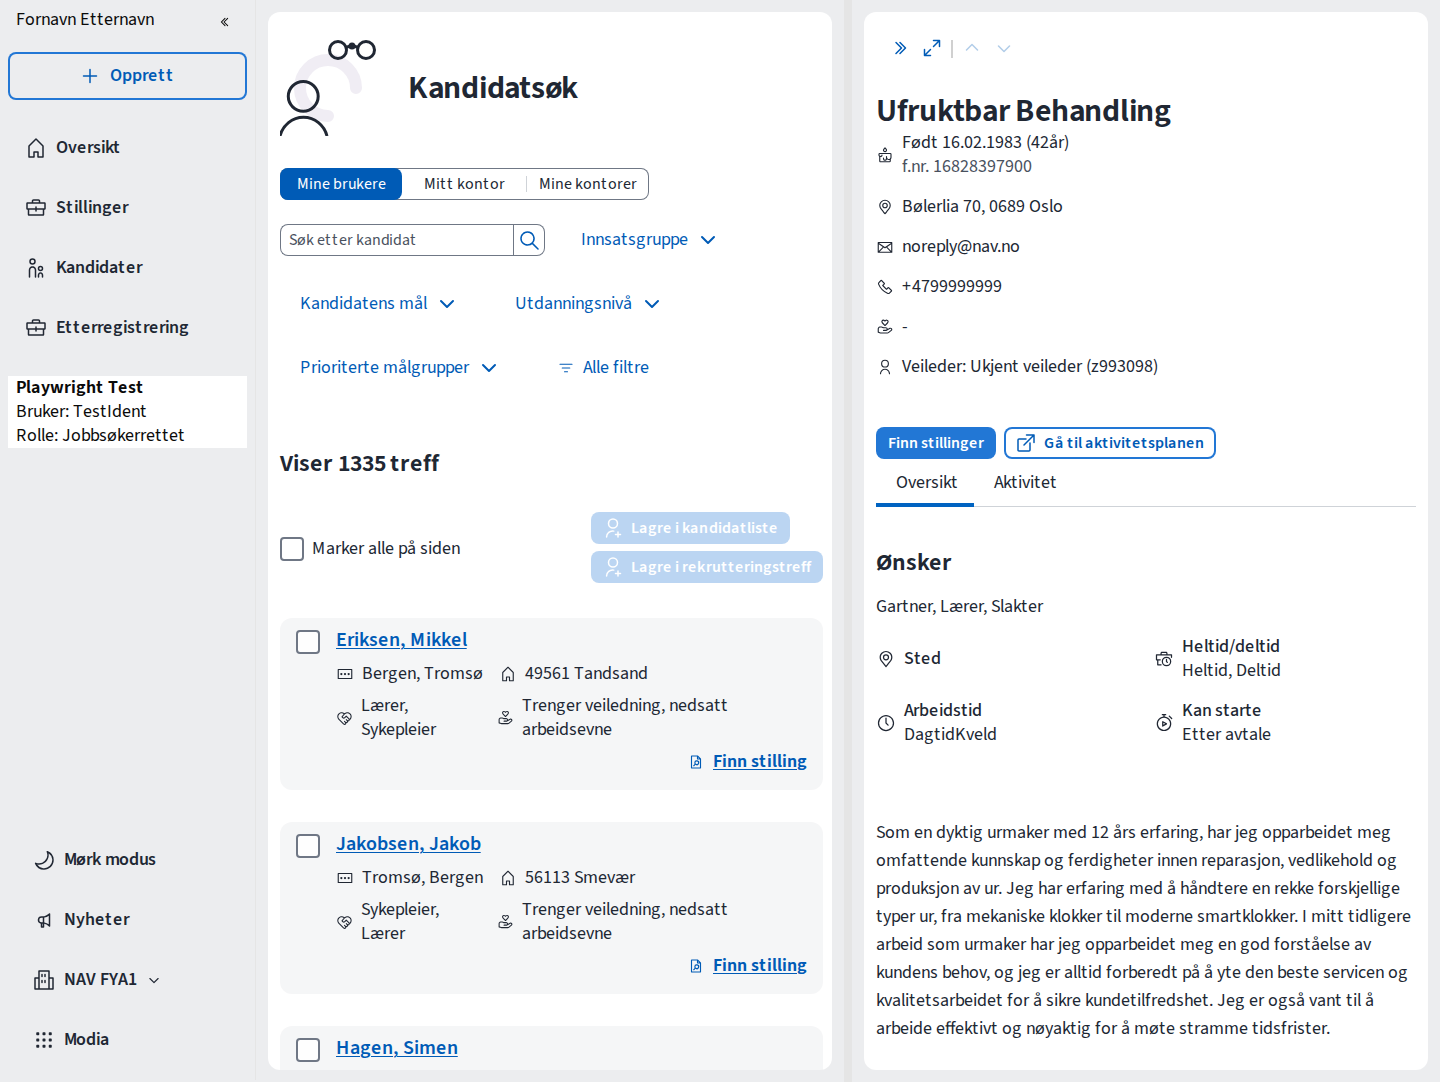 Fornavn Etternavn
Opprett
Oversikt
Stillinger
Kandidater
Etterregistrering
Playwright Test
Bruker: TestIdent
Rolle: Jobbsøkerrettet
Mørk modus
Nyheter
NAV FYA1
Modia
Kandidatsøk
Mine brukere Mitt kontor Mine kontorer
Søk etter kandidat Innsatsgruppe
Kandidatens mål Utdanningsnivå
Prioriterte målgrupper Alle filtre
Viser 1335 treff
Marker alle på siden
Lagre i kandidatliste
Lagre i rekrutteringstreff
Eriksen, Mikkel
Bergen, Tromsø 49561 Tandsand
Lærer, Sykepleier
Trenger veiledning, nedsatt arbeidsevne
Finn stilling
Jakobsen, Jakob
Tromsø, Bergen 56113 Smevær
Sykepleier, Lærer
Trenger veiledning, nedsatt arbeidsevne
Finn stilling
Hagen, Simen
Ufruktbar Behandling
Født 16.02.1983 (42år)
f.nr. 16828397900
Bølerlia 70, 0689 Oslo
noreply@nav.no
+4799999999
-
Veileder: Ukjent veileder (z993098)
Finn stillinger Gå til aktivitetsplanen
Oversikt Aktivitet
Ønsker
Gartner, Lærer, Slakter
Sted
Heltid/deltid
Heltid, Deltid
Arbeidstid
DagtidKveld
Kan starte
Etter avtale
Som en dyktig urmaker med 12 års erfaring, har jeg opparbeidet meg
omfattende kunnskap og ferdigheter innen reparasjon, vedlikehold og
produksjon av ur. Jeg har erfaring med å håndtere en rekke forskjellige
typer ur, fra mekaniske klokker til moderne smartklokker. I mitt tidligere
arbeid som urmaker har jeg opparbeidet meg en god forståelse av
kundens behov, og jeg er alltid forberedt på å yte den beste servicen og
kvalitetsarbeidet for å sikre kundetilfredshet. Jeg er også vant til å
arbeide effektivt og nøyaktig for å møte stramme tidsfrister.